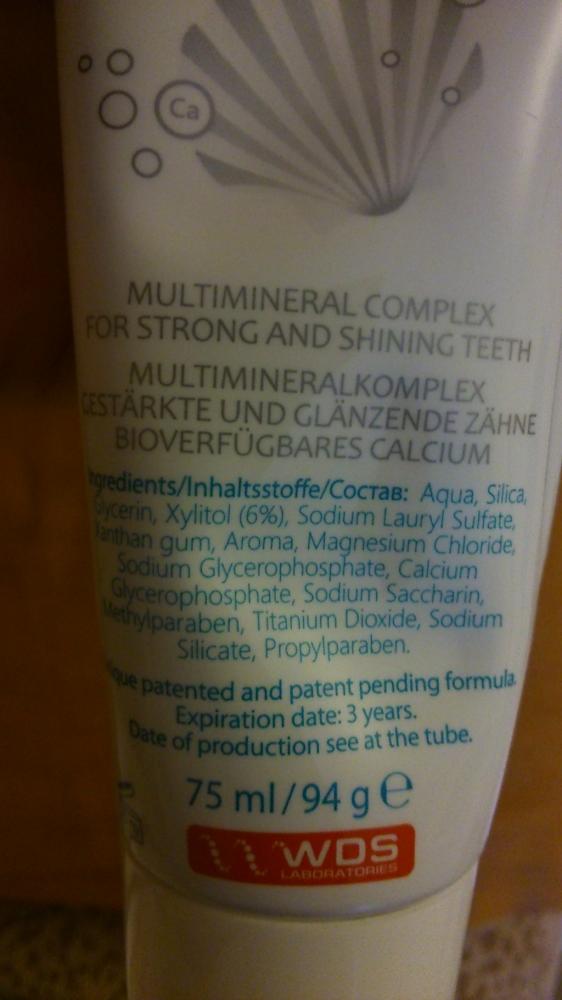 Ca
MULTIMINERAL COMPLEX
FOR STRONG AND SHINING TEETH
MULTIMINERALKOMPLEX
GESTÄRKTE UND GLÄNZENDE ZÄHNE
BIOVERFÜGBARES CALCIUM
Ingredients/Inhaltsstoffe/Состав: Aqua, Silica,
Glycerin, Xylitol (6%), Sodium Lauryl Sulfate,
Xanthan gum, Aroma, Magnesium Chloride,
Sodium Glycerophosphate, Calcium
Glycerophosphate, Sodium Saccharin,
Methylparaben, Titanium Dioxide, Sodium
Silicate, Propylparaben.
patented and patent pending formula.
Expiration date: 3 years.
Date of production see at the tube.
75 ml/94 g ℮
WDS
LABORATORIES